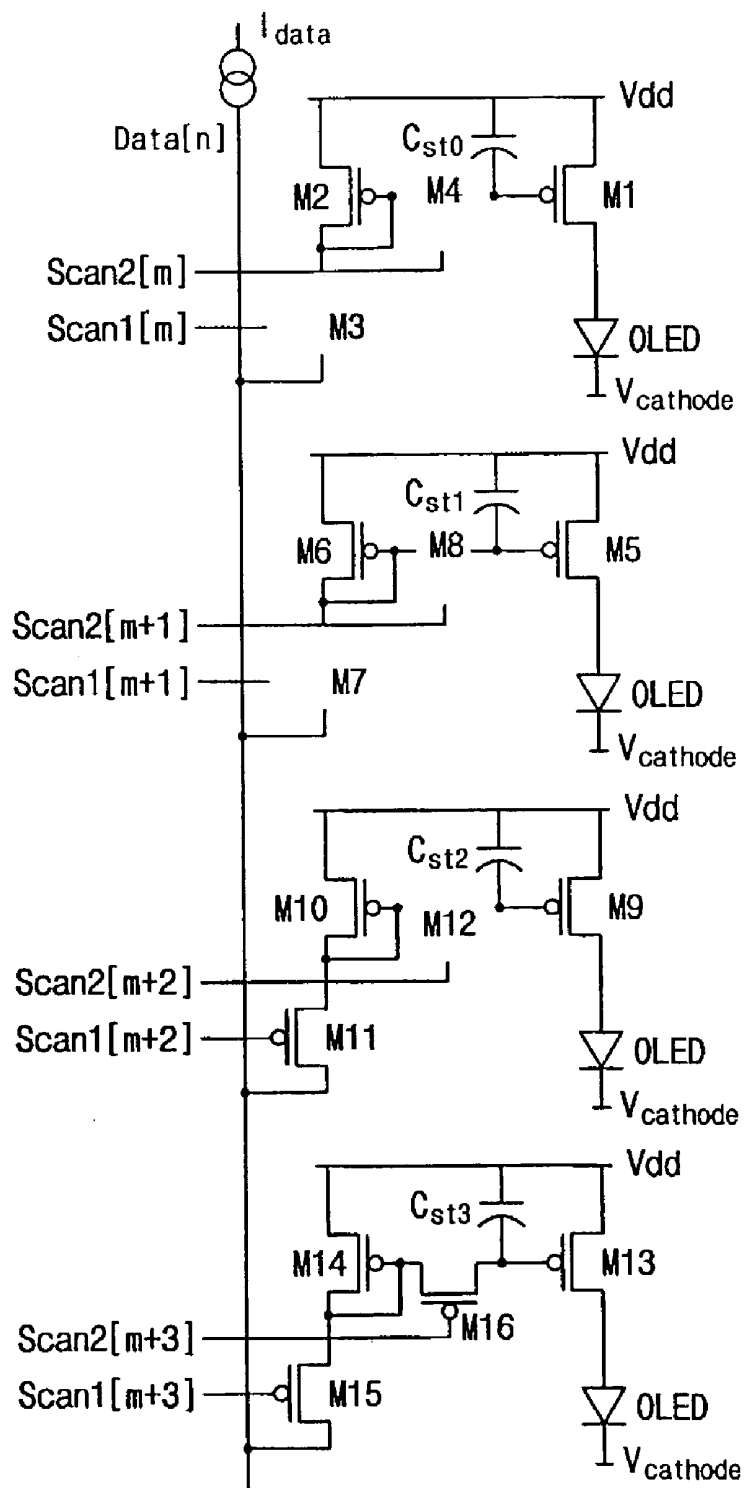 Idata
Data[n]
Vdd
Cst0
M2
M4
M1
Scan2[m]
Scan1[m]
M3
OLED
Vcathode
Vdd
Cst1
M6
M8
M5
Scan2[m+1]
Scan1[m+1]
M7
OLED
Vcathode
Vdd
Cst2
M10
M12
M9
Scan2[m+2]
Scan1[m+2]
M11
OLED
Vcathode
Vdd
Cst3
M14
M13
M16
Scan2[m+3]
Scan1[m+3]
M15
OLED
Vcathode